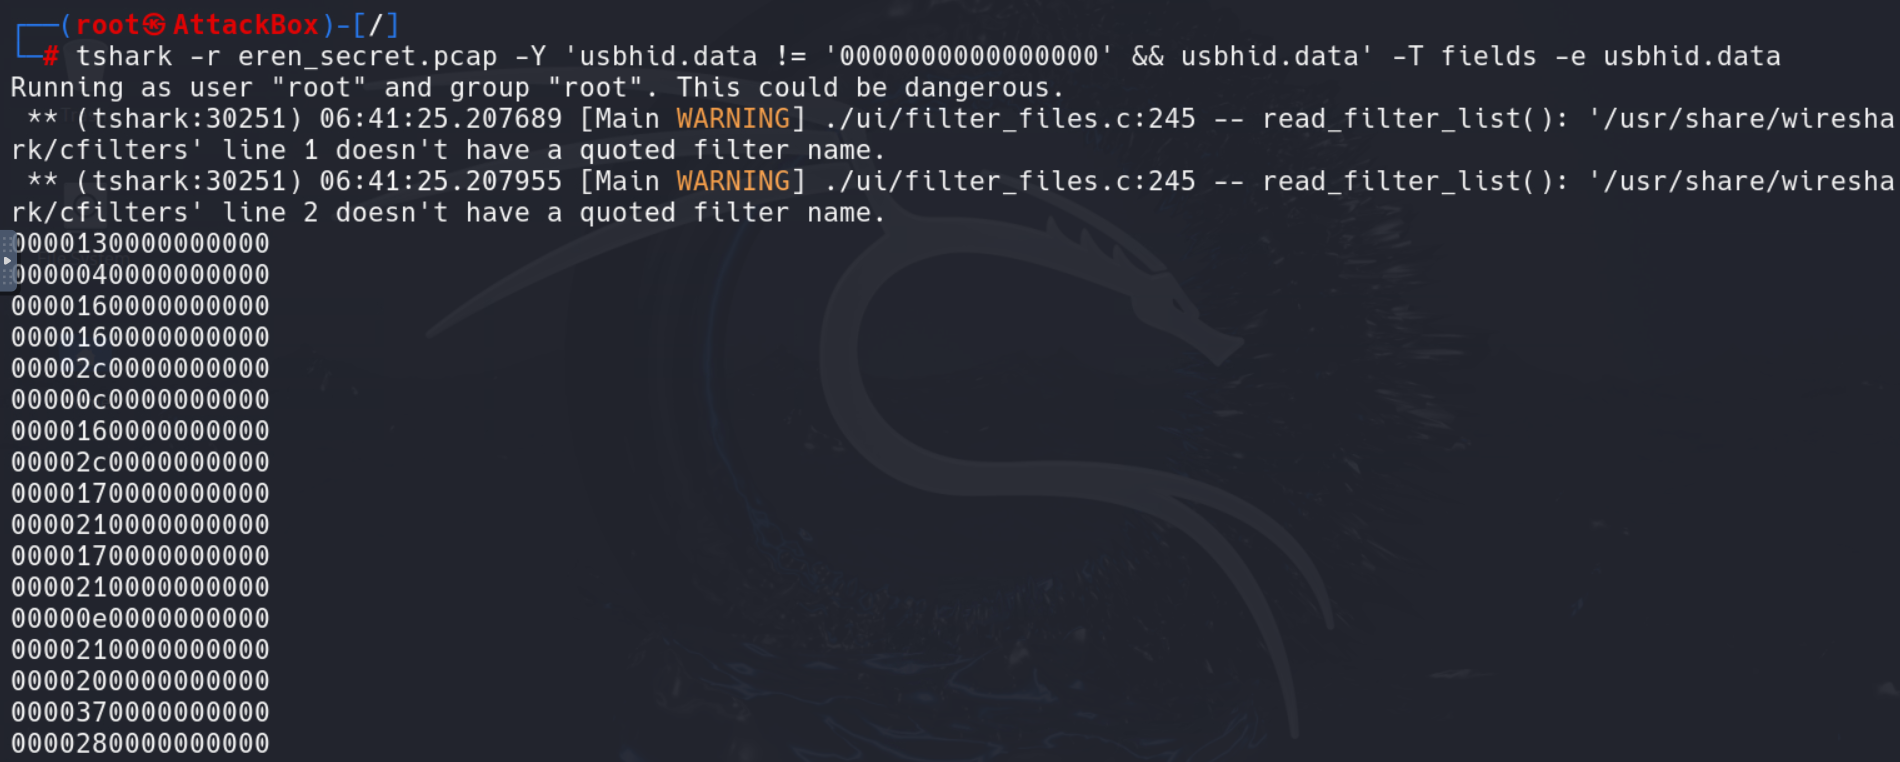 ┌──(root㉿AttackBox)-[/]
└─# tshark -r eren_secret.pcap -Y 'usbhid.data != '0000000000000000' && usbhid.data' -T fields -e usbhid.data
Running as user "root" and group "root". This could be dangerous.
 ** (tshark:30251) 06:41:25.207689 [Main WARNING] ./ui/filter_files.c:245 -- read_filter_list(): '/usr/share/wiresha
rk/cfilters' line 1 doesn't have a quoted filter name.
 ** (tshark:30251) 06:41:25.207955 [Main WARNING] ./ui/filter_files.c:245 -- read_filter_list(): '/usr/share/wiresha
rk/cfilters' line 2 doesn't have a quoted filter name.
0000130000000000
0000040000000000
0000160000000000
0000160000000000
00002c0000000000
00000c0000000000
0000160000000000
00002c0000000000
0000170000000000
0000210000000000
0000170000000000
0000210000000000
00000e0000000000
0000210000000000
0000200000000000
0000370000000000
0000280000000000